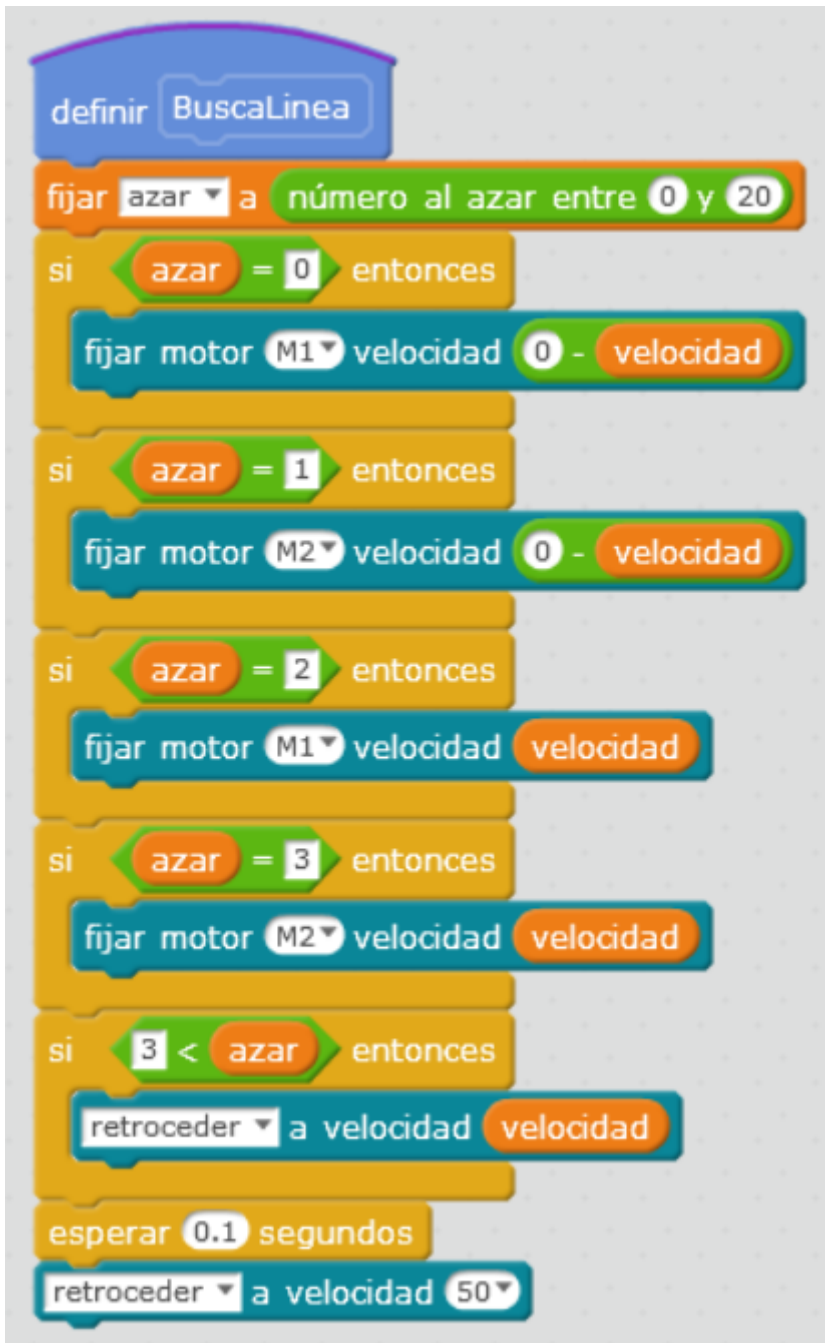 definir BuscaLinea
fijar azar a número al azar entre 0 y 20
si azar = 0 entonces
fijar motor M1 velocidad 0 - velocidad
si azar = 1 entonces
fijar motor M2 velocidad 0 - velocidad
si azar = 2 entonces
fijar motor M1 velocidad velocidad
si azar = 3 entonces
fijar motor M2 velocidad velocidad
si 3 < azar entonces
retroceder a velocidad velocidad
esperar 0.1 segundos
retroceder a velocidad 50